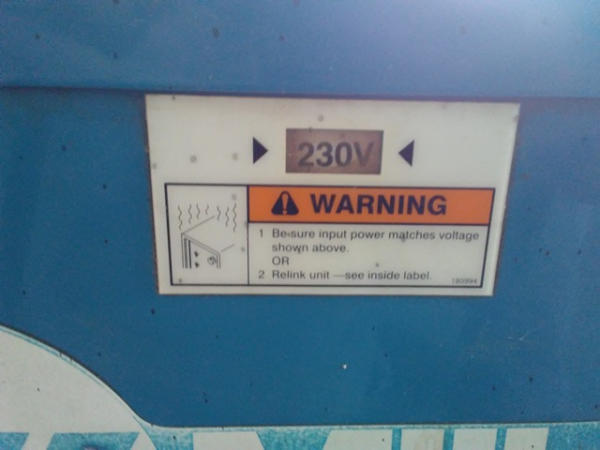 230V
WARNING
1 Be sure input power matches voltage
shown above.
OR
2 Relink unit — see inside label.